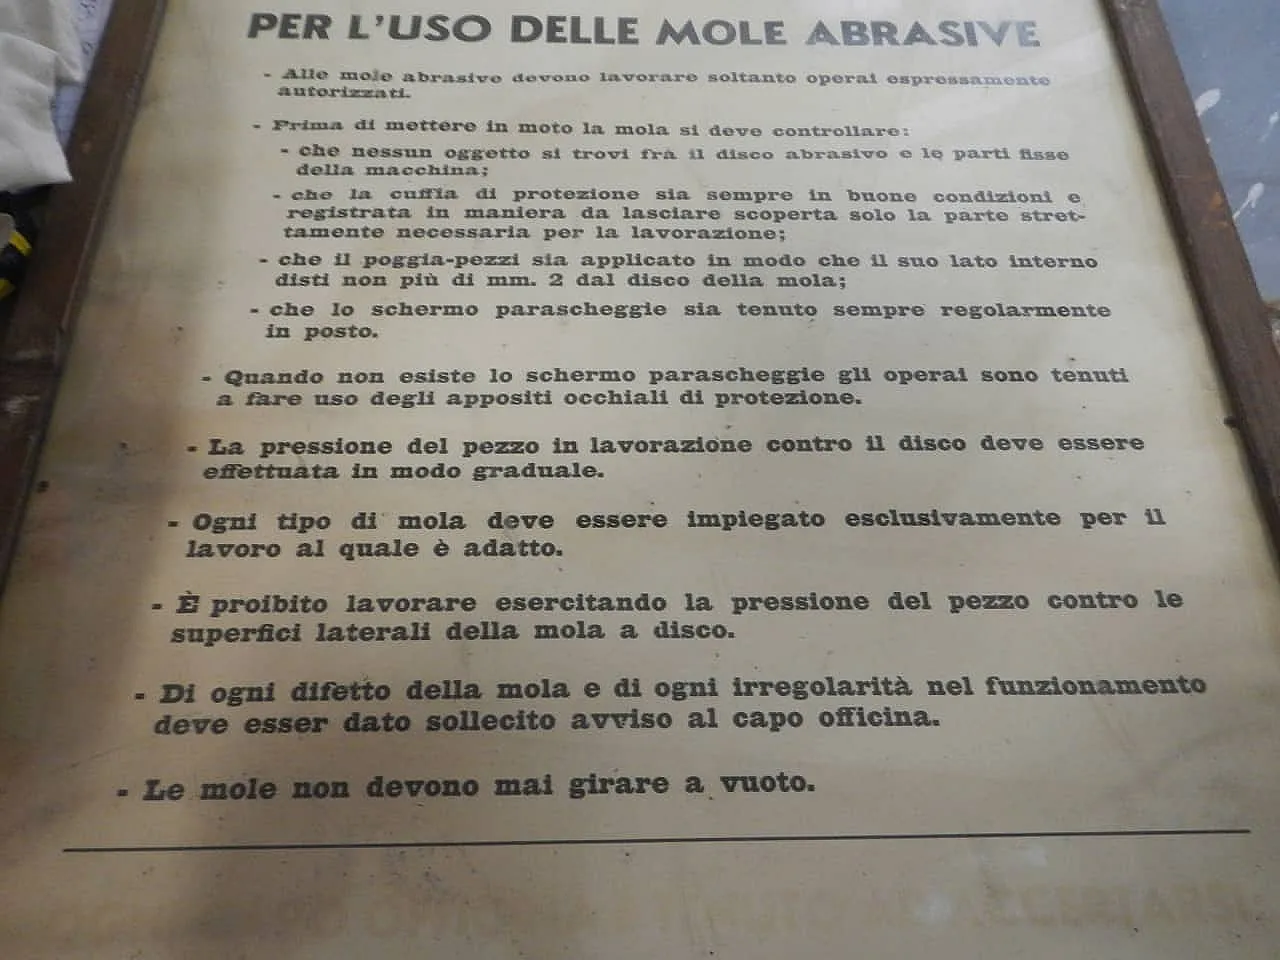 PER L'USO DELLE MOLE ABRASIVE
- Alle mole abrasive devono lavorare soltanto operai espressamente
autorizzati.
- Prima di mettere in moto la mola si deve controllare:
- che nessun oggetto si trovi fra il disco abrasivo e le parti fisse
della macchina;
- che la cuffia di protezione sia sempre in buone condizioni e
registrata in maniera da lasciare scoperta solo la parte stret-
tamente necessaria per la lavorazione;
- che il poggia-pezzi sia applicato in modo che il suo lato interno
disti non più di mm. 2 dal disco della mola;
- che lo schermo parascheggie sia tenuto sempre regolarmente
in posto.
- Quando non esiste lo schermo parascheggie gli operai sono tenuti
a fare uso degli appositi occhiali di protezione.
- La pressione del pezzo in lavorazione contro il disco deve essere
effettuata in modo graduale.
- Ogni tipo di mola deve essere impiegato esclusivamente per il
lavoro al quale è adatto.
- È proibito lavorare esercitando la pressione del pezzo contro le
superfici laterali della mola a disco.
- Di ogni difetto della mola e di ogni irregolarità nel funzionamento
deve esser dato sollecito avviso al capo officina.
- Le mole non devono mai girare a vuoto.